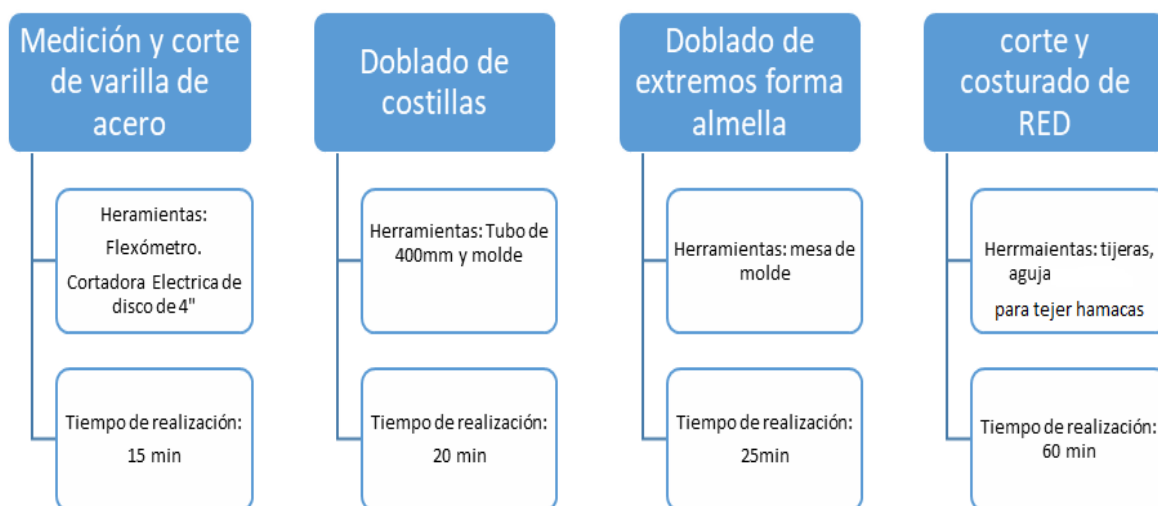 Medición y corte
de varilla de
acero
Heramientas:
Flexómetro.
Cortadora Electrica de
disco de 4"
Tiempo de realización:
15 min
Doblado de
costillas
Herramientas: Tubo de
400mm y molde
Tiempo de realización:
20 min
Doblado de
extremos forma
almella
Herramientas: mesa de
molde
Tiempo de realización:
25min
corte y
costurado de
RED
Herrmaientas: tijeras,
aguja
para tejer hamacas
Tiempo de realización:
60 min